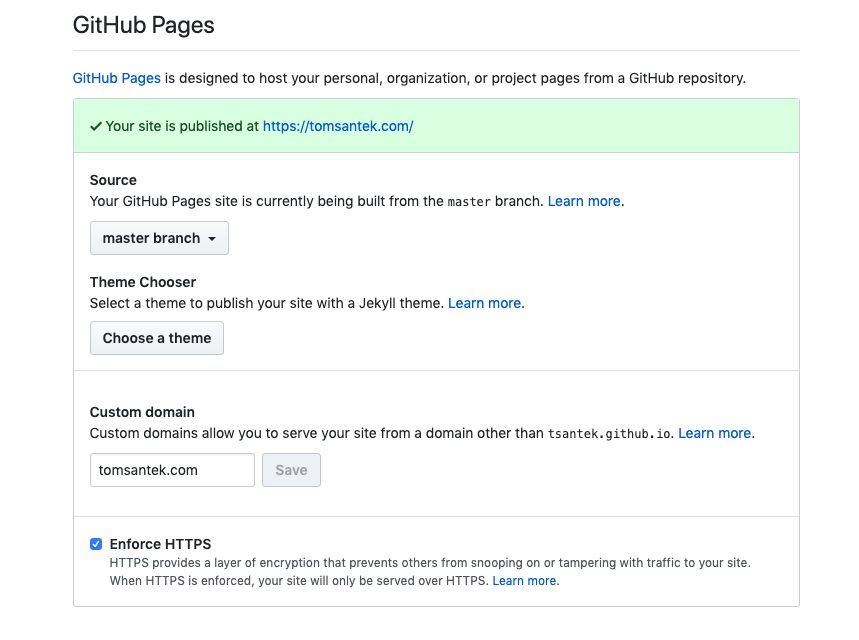 GitHub Pages
GitHub Pages is designed to host your personal, organization, or project pages from a GitHub repository.
Your site is published at https://tomsantek.com/
Source
Your GitHub Pages site is currently being built from the master branch. Learn more.
master branch
Theme Chooser
Select a theme to publish your site with a Jekyll theme. Learn more.
Choose a theme
Custom domain
Custom domains allow you to serve your site from a domain other than tsantek.github.io. Learn more.
tomsantek.com Save
Enforce HTTPS
HTTPS provides a layer of encryption that prevents others from snooping on or tampering with traffic to your site.
When HTTPS is enforced, your site will only be served over HTTPS. Learn more.